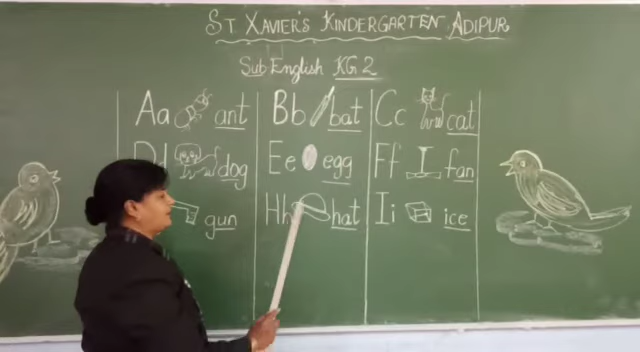 ST. XAVIER'S KINDERGARTEN ADIPUR
Sub English KG 2
Aa ant Bb bat Cc cat
Dd dog Ee egg Ff fan
gun Hh hat Ii ice